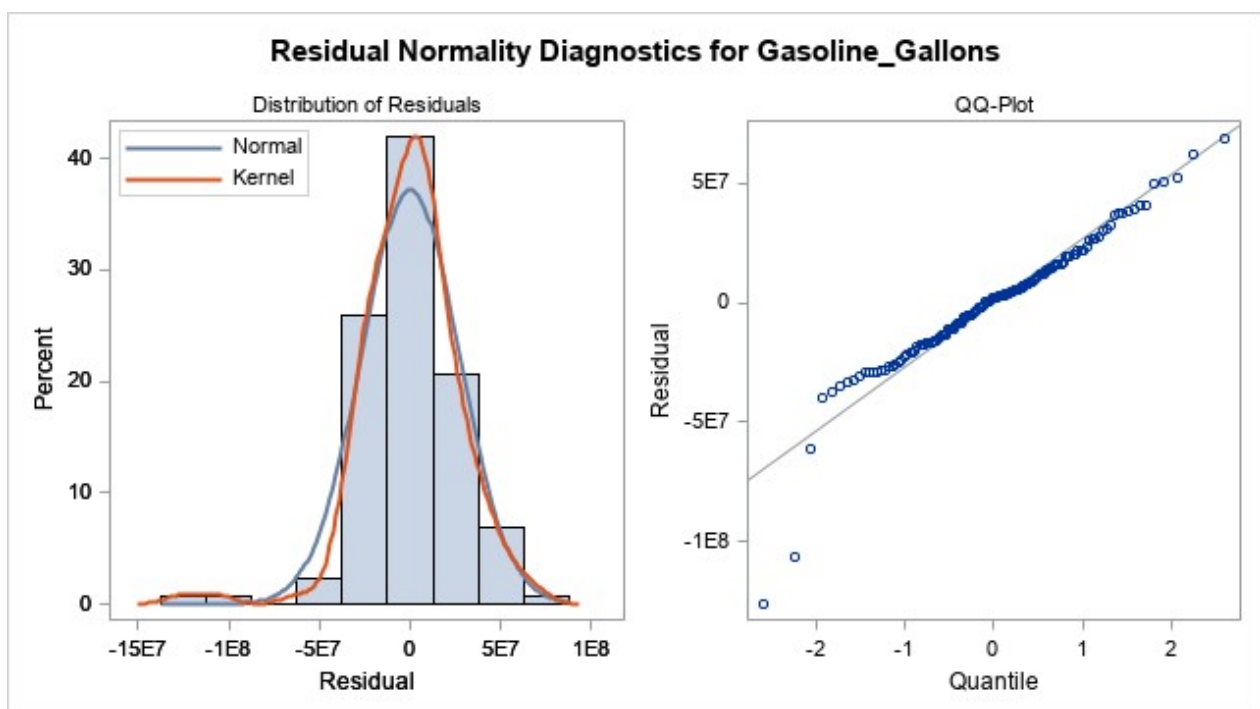 Residual Normality Diagnostics for Gasoline_Gallons
Distribution of Residuals
Normal
Kernel
Percent
40
30
20
10
0
-15E7 -1E8 -5E7 0 5E7 1E8
Residual
QQ-Plot
Residual
5E7
0
-5E7
-1E8
-2 -1 0 1 2
Quantile